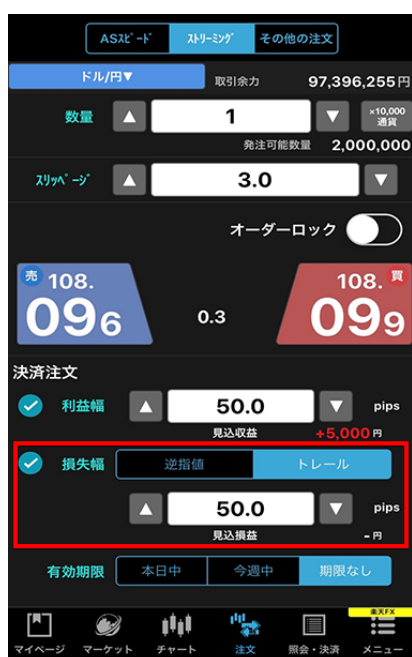 ASｽﾋﾟｰﾄﾞ ｽﾄﾘｰﾐﾝｸﾞ その他の注文
ドル/円▼ 取引余力 97,396,255円
数量 ▲ 1 ▼ ×10,000通貨
発注可能数量 2,000,000
ｽﾘｯﾍﾟｰｼﾞ ▲ 3.0 ▼
オーダーロック
売 108.096 0.3 108.099 買
決済注文
利益幅 ▲ 50.0 ▼ pips
見込収益 +5,000円
損失幅 逆指値 トレール
▲ 50.0 ▼ pips
見込損益 -円
有効期限 本日中 今週中 期限なし
楽天FX
マイページ マーケット チャート 注文 照会・決済 メニュー